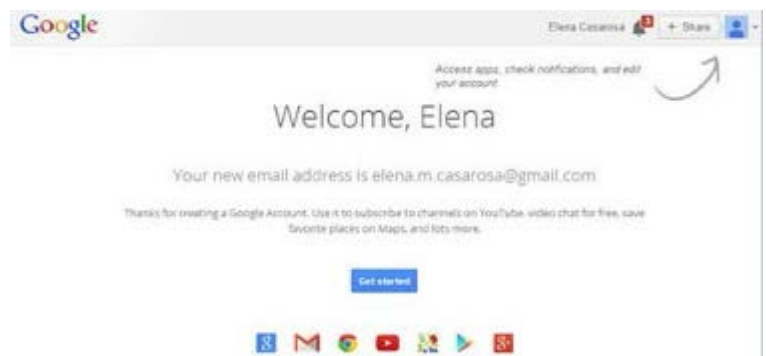 Google
Elena Casarosa
+ Share
Access apps, check notifications, and edit
your account
Welcome, Elena
Your new email address is elena.m.casarosa@gmail.com
Thanks for creating a Google Account. Use it to subscribe to channels on YouTube, video chat for free, save
favorite places on Maps, and lots more.
Get started